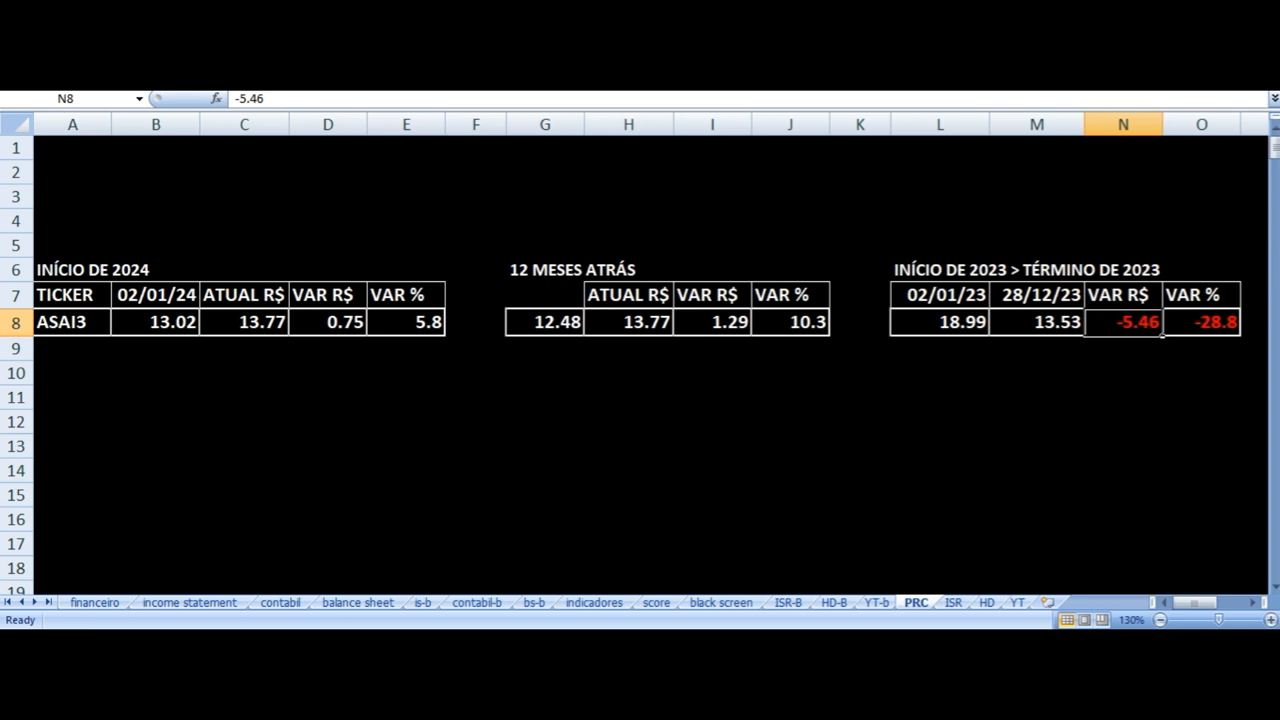 N8 fx -5.46
A B C D E F G H I J K L M N O
1
2
3
4
5
6 INÍCIO DE 2024 12 MESES ATRÁS INÍCIO DE 2023 > TÉRMINO DE 2023
7 TICKER 02/01/24 ATUAL R$ VAR R$ VAR % ATUAL R$ VAR R$ VAR % 02/01/23 28/12/23 VAR R$ VAR %
8 ASAI3 13.02 13.77 0.75 5.8 12.48 13.77 1.29 10.3 18.99 13.53 -5.46 -28.8
9
10
11
12
13
14
15
16
17
18
19
financeiro income statement contabil balance sheet is-b contabil-b bs-b indicadores score black screen ISR-B HD-B YT-b PRC ISR HD YT
Ready 130%